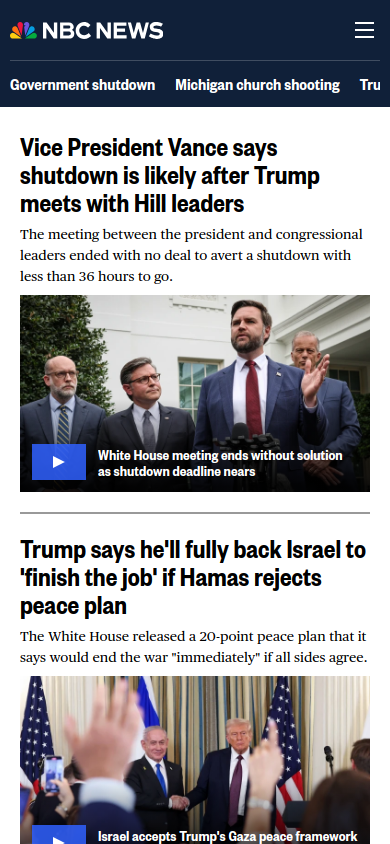 NBC NEWS
Government shutdown Michigan church shooting Tru
Vice President Vance says
shutdown is likely after Trump
meets with Hill leaders
The meeting between the president and congressional
leaders ended with no deal to avert a shutdown with
less than 36 hours to go.
White House meeting ends without solution
as shutdown deadline nears
Trump says he'll fully back Israel to
'finish the job' if Hamas rejects
peace plan
The White House released a 20-point peace plan that it
says would end the war "immediately" if all sides agree.
Israel accepts Trump's Gaza peace framework